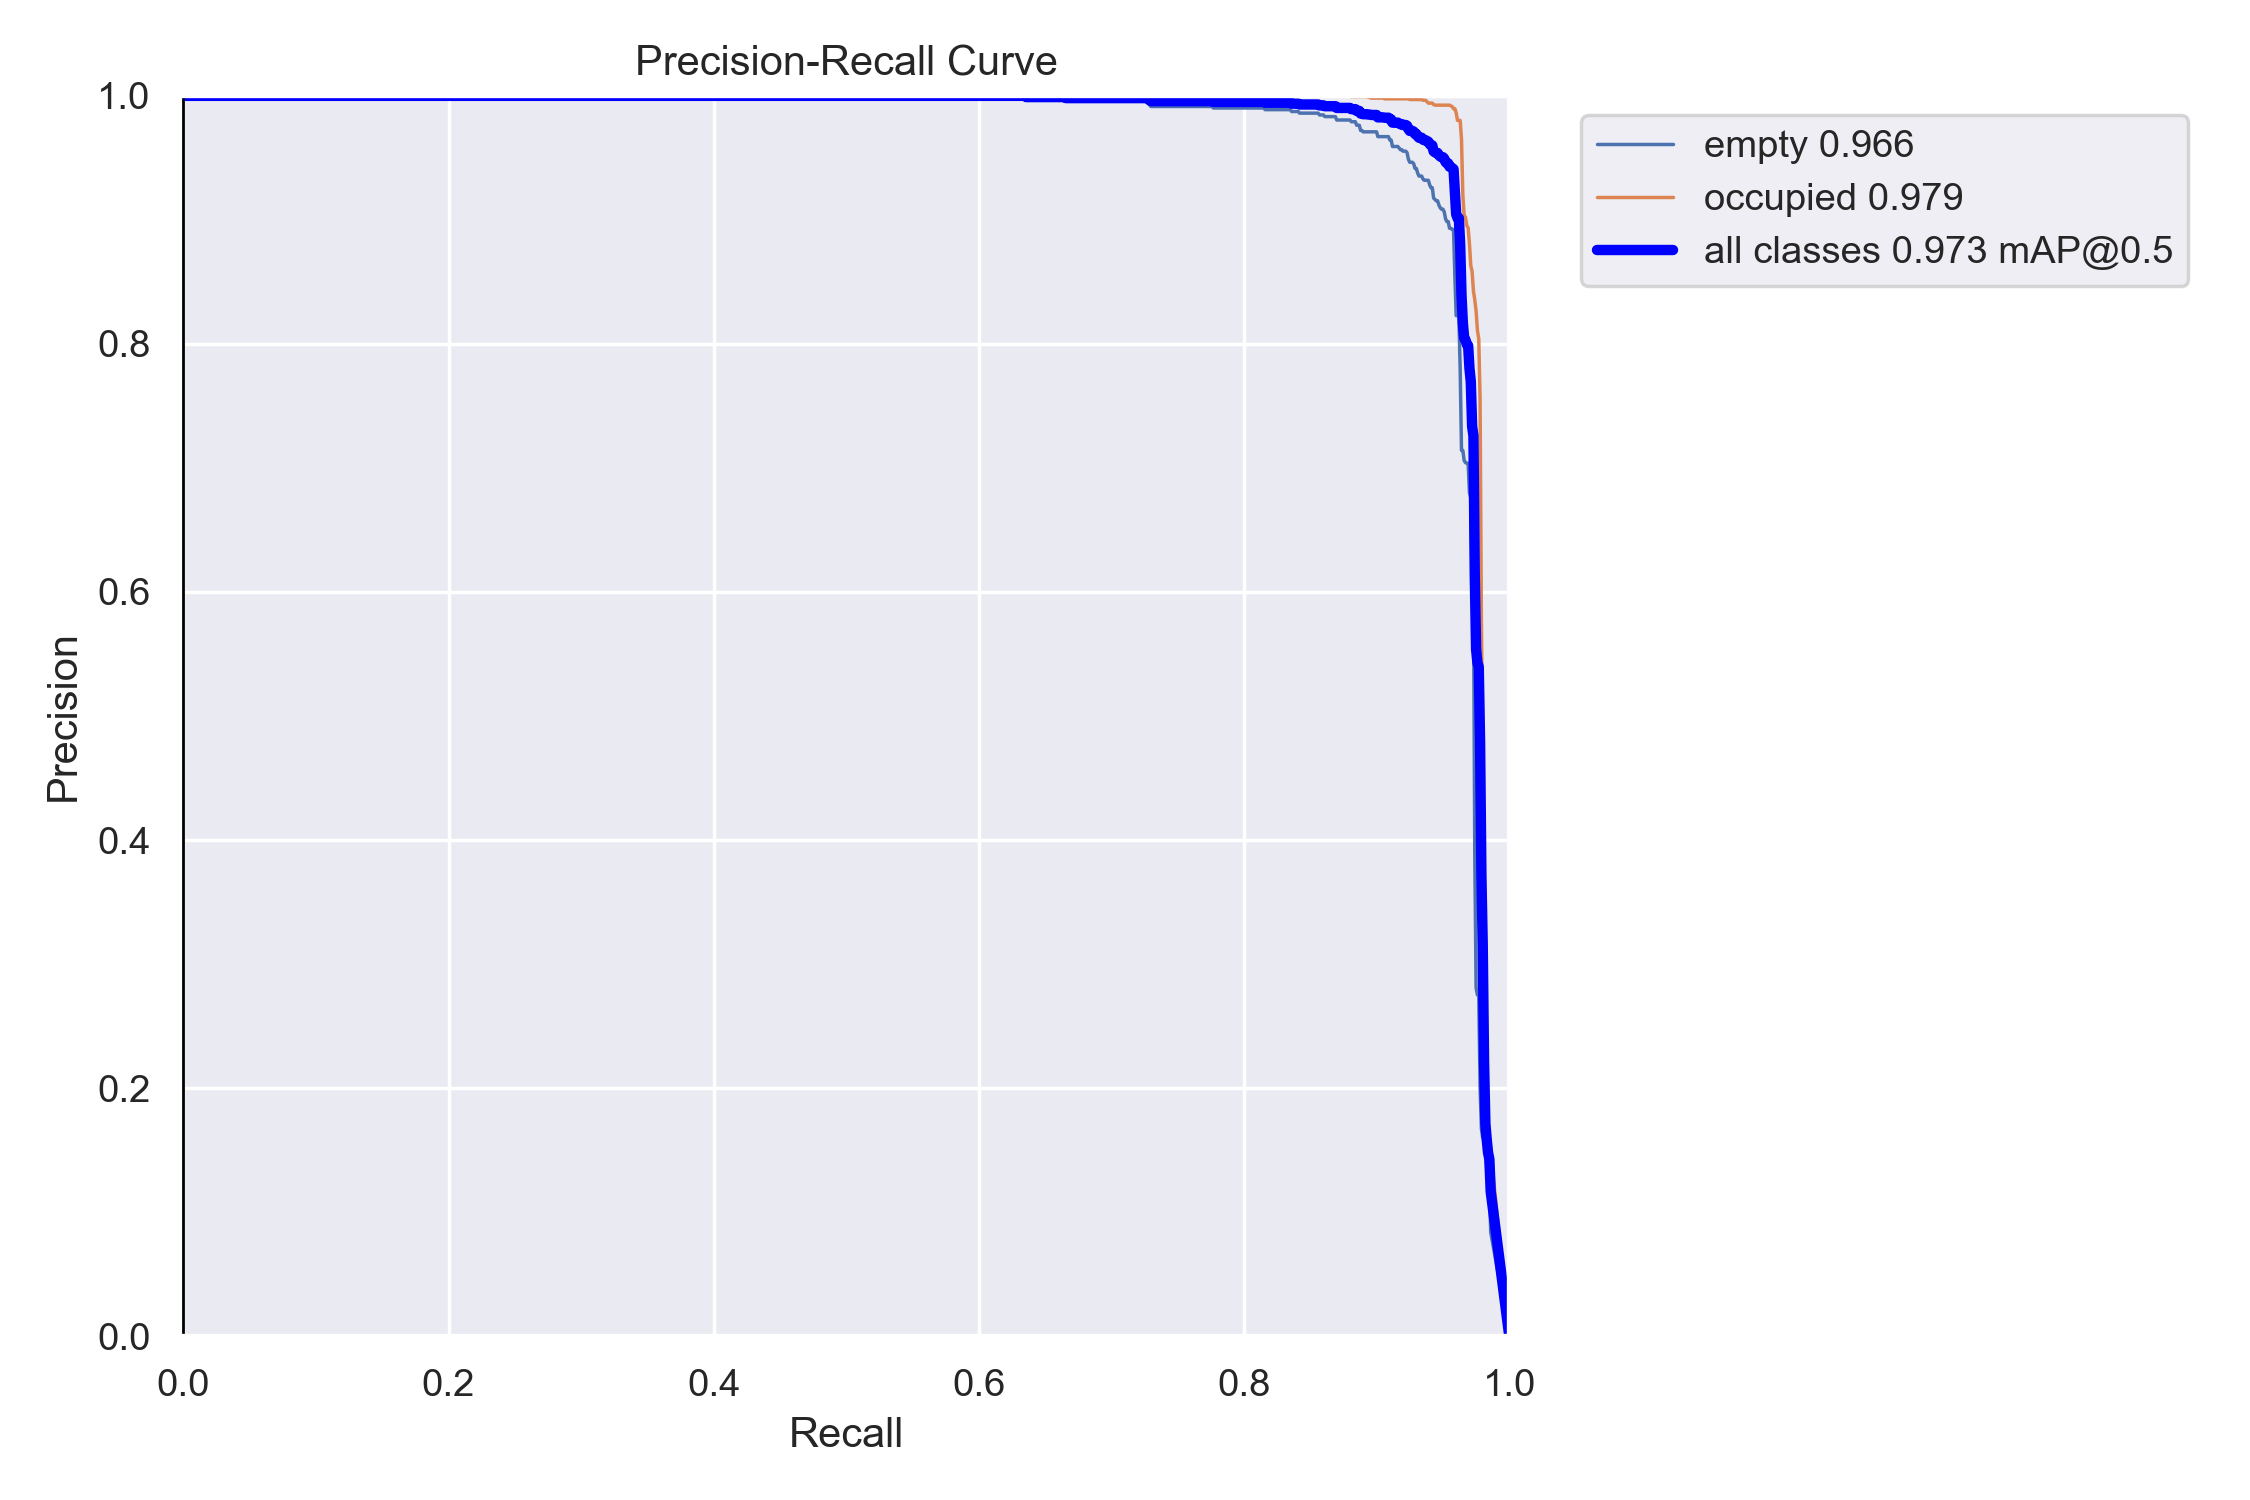 Precision-Recall Curve
1.0
0.8
0.6
0.4
0.2
0.0
Precision
0.0 0.2 0.4 0.6 0.8 1.0
Recall
empty 0.966
occupied 0.979
all classes 0.973 mAP@0.5